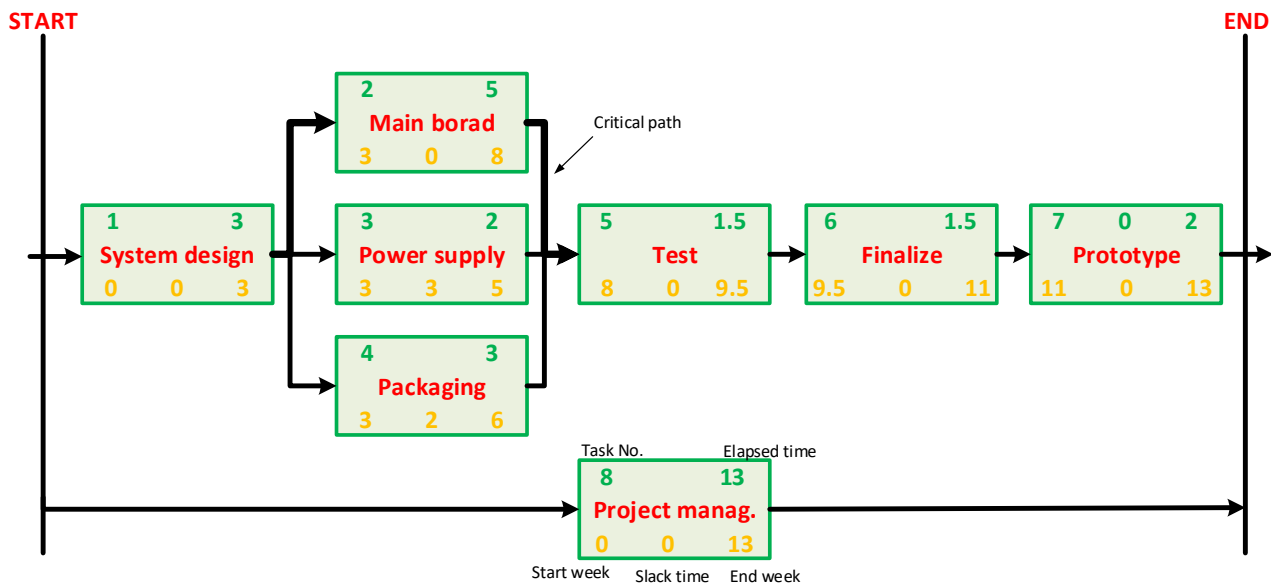 START
END
2 5
Main borad
3 0 8
Critical path
1 3
System design
0 0 3
3 2
Power supply
3 3 5
5 1.5
Test
8 0 9.5
6 1.5
Finalize
9.5 0 11
7 0 2
Prototype
11 0 13
4 3
Packaging
3 2 6
Task No. Elapsed time
8 13
Project manag.
0 0 13
Start week Slack time End week